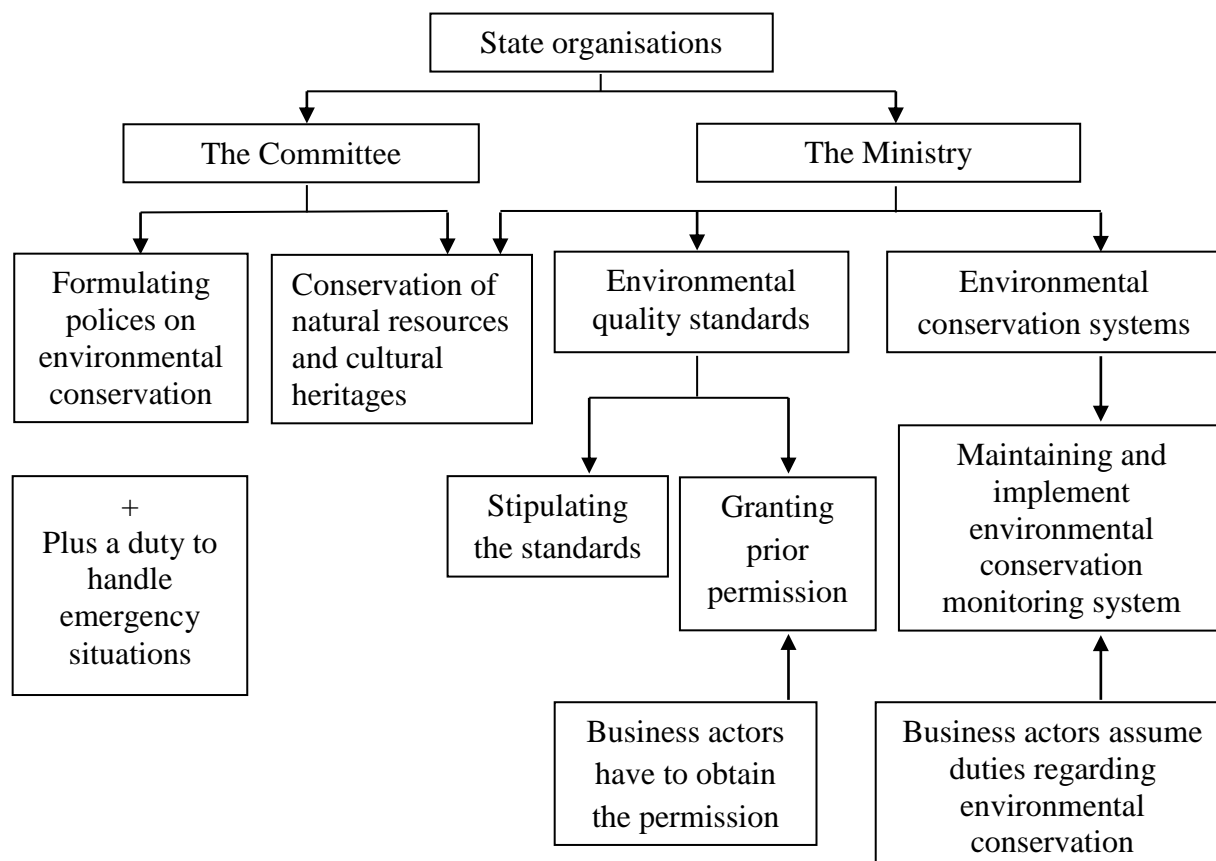 State organisations
The Committee
The Ministry
Formulating
polices on
environmental
conservation
Conservation of
natural resources
and cultural
heritages
Environmental
quality standards
Environmental
conservation systems
+
Plus a duty to
handle
emergency
situations
Stipulating
the standards
Granting
prior
permission
Maintaining and
implement
environmental
conservation
monitoring system
Business actors
have to obtain
the permission
Business actors assume
duties regarding
environmental
conservation